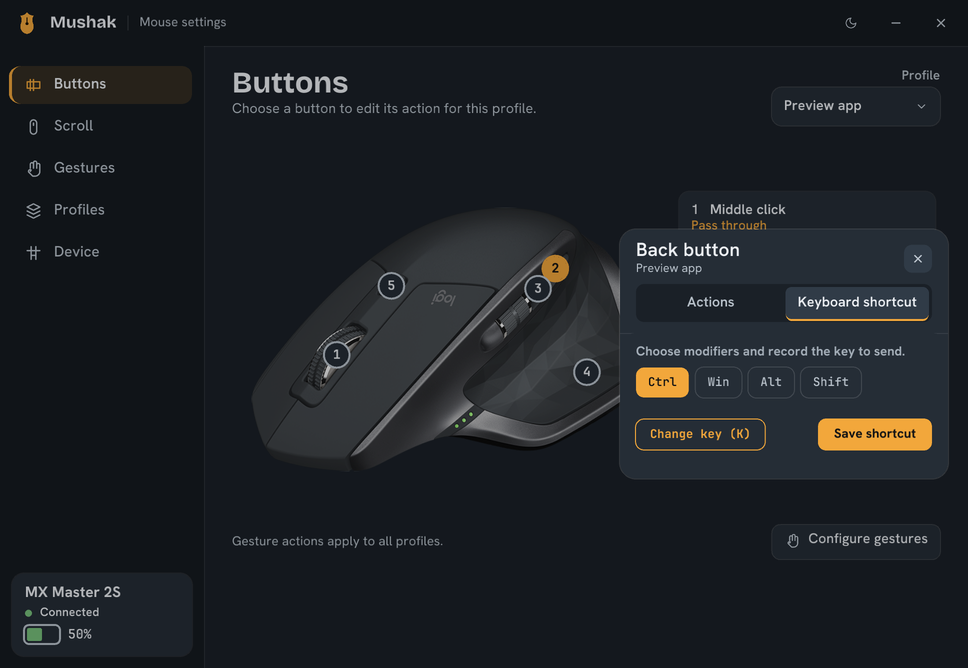 Mushak
Mouse settings
Buttons
Scroll
Gestures
Profiles
Device
MX Master 2S
Connected
50%
Buttons
Choose a button to edit its action for this profile.
Profile
Preview app
1 Middle click
Pass through
logi
5
2
3
1
4
Back button
Preview app
Actions
Keyboard shortcut
Choose modifiers and record the key to send.
Ctrl Win Alt Shift
Change key (K)
Save shortcut
Gesture actions apply to all profiles.
Configure gestures